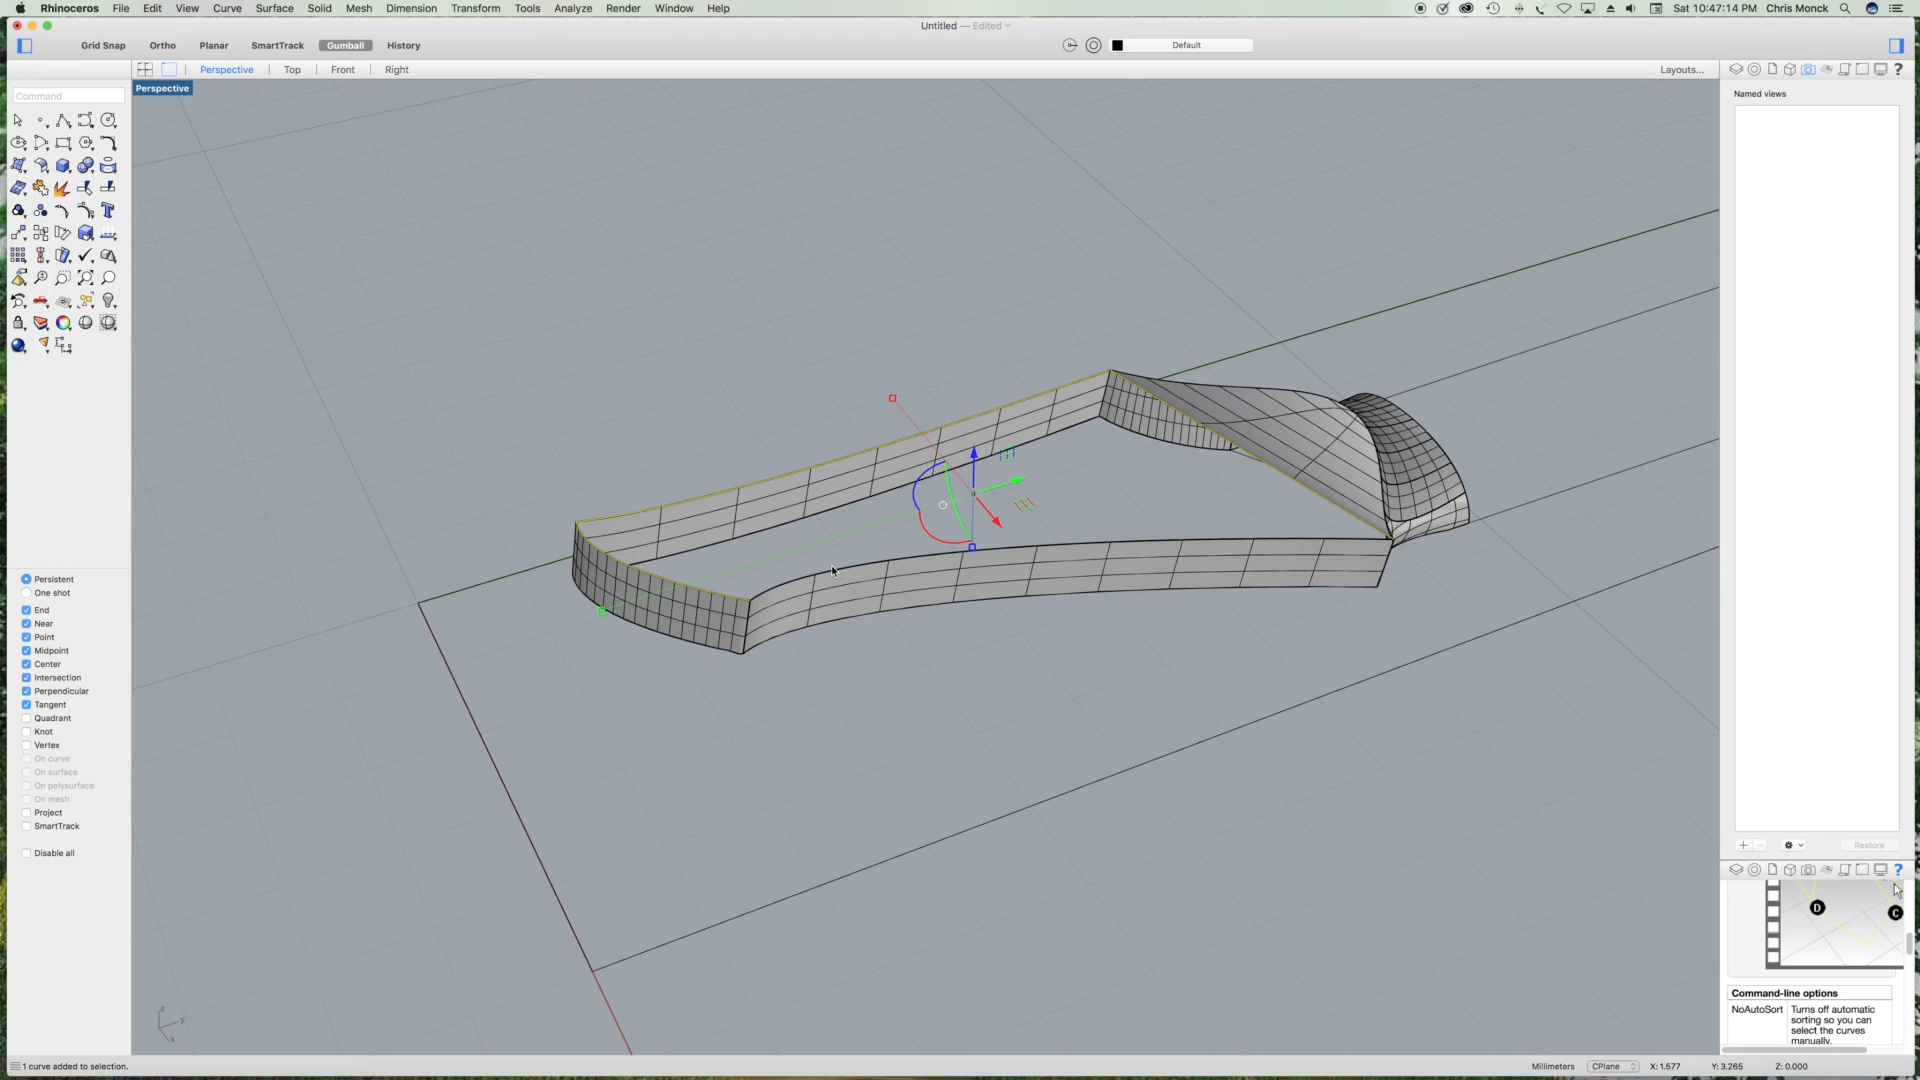 Rhinoceros File Edit View Curve Surface Solid Mesh Dimension Transform Tools Analyze Render Window Help
Sat 10:47:14 PM Chris Monck
Untitled — Edited
Grid Snap Ortho Planar SmartTrack Gumball History
Default
Perspective Top Front Right
Layouts...
Perspective
Command
Named views
Persistent
One shot
End
Near
Point
Midpoint
Center
Intersection
Perpendicular
Tangent
Quadrant
Knot
Vertex
On curve
On surface
On polysurface
On mesh
Project
SmartTrack
Disable all
Restore
D
C
Command-line options
NoAutoSort Turns off automatic
sorting so you can
select the curves
manually.
z
y
x
1 curve added to selection.
Millimeters CPlane X: 1.577 Y: 3.265 Z: 0.000